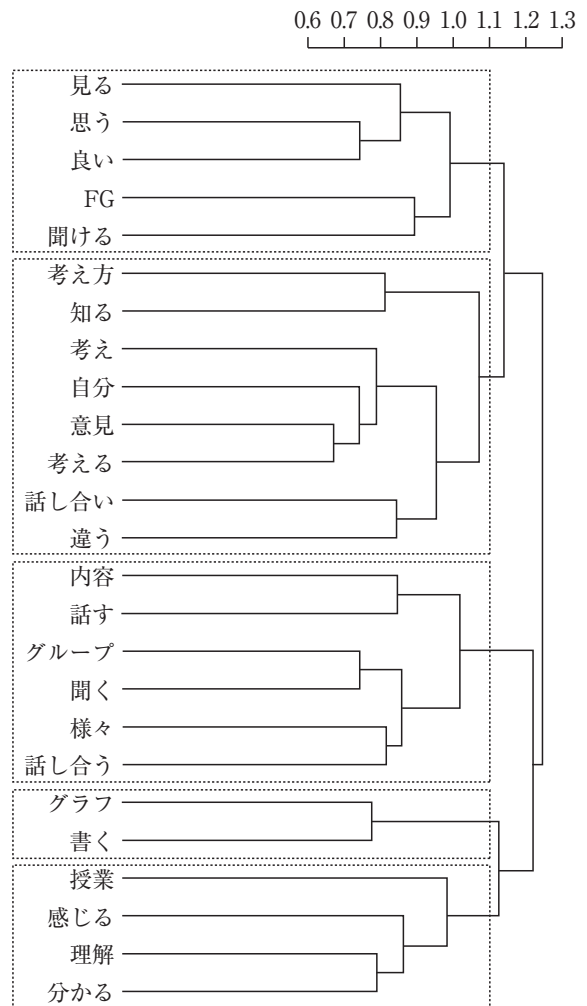 0.6 0.7 0.8 0.9 1.0 1.1 1.2 1.3
見る
思う
良い
FG
聞ける
考え方
知る
考え
自分
意見
考える
話し合い
違う
内容
話す
グループ
聞く
様々
話し合う
グラフ
書く
授業
感じる
理解
分かる